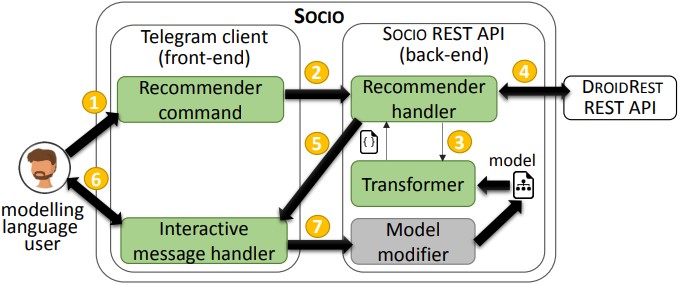 SOCIO
Telegram client
(front-end)
SOCIO REST API
(back-end)
1
Recommender
command
2
Recommender
handler
4
DROIDREST
REST API
5
{}
3
6
Transformer
model
modelling
language
user
Interactive
message handler
7
Model
modifier